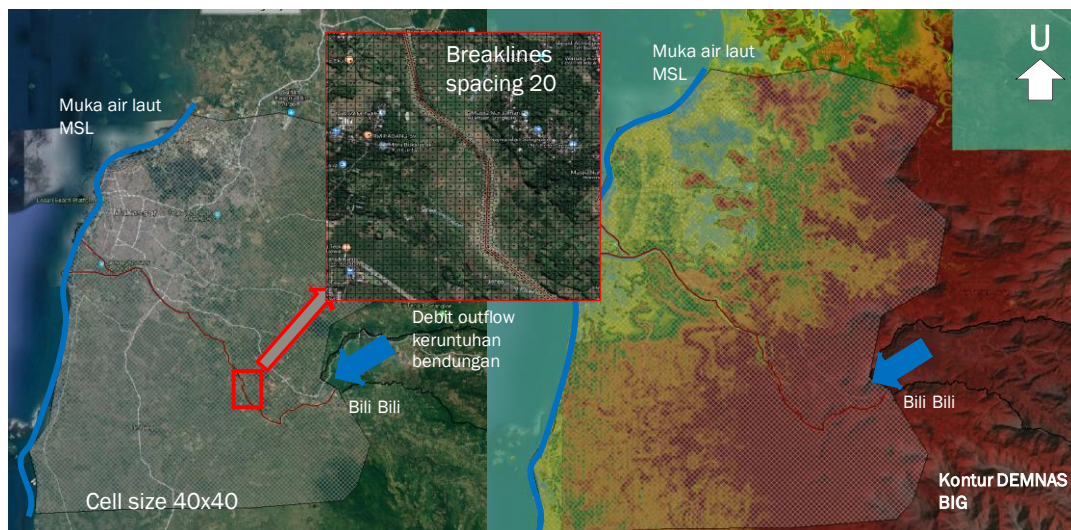 Breaklines
spacing 20
Muka air laut
MSL
Muka air laut
MSL
U
Debit outflow
keruntuhan
bendungan
Bili Bili
Bili Bili
Cell size 40x40
Kontur DEMNAS
BIG